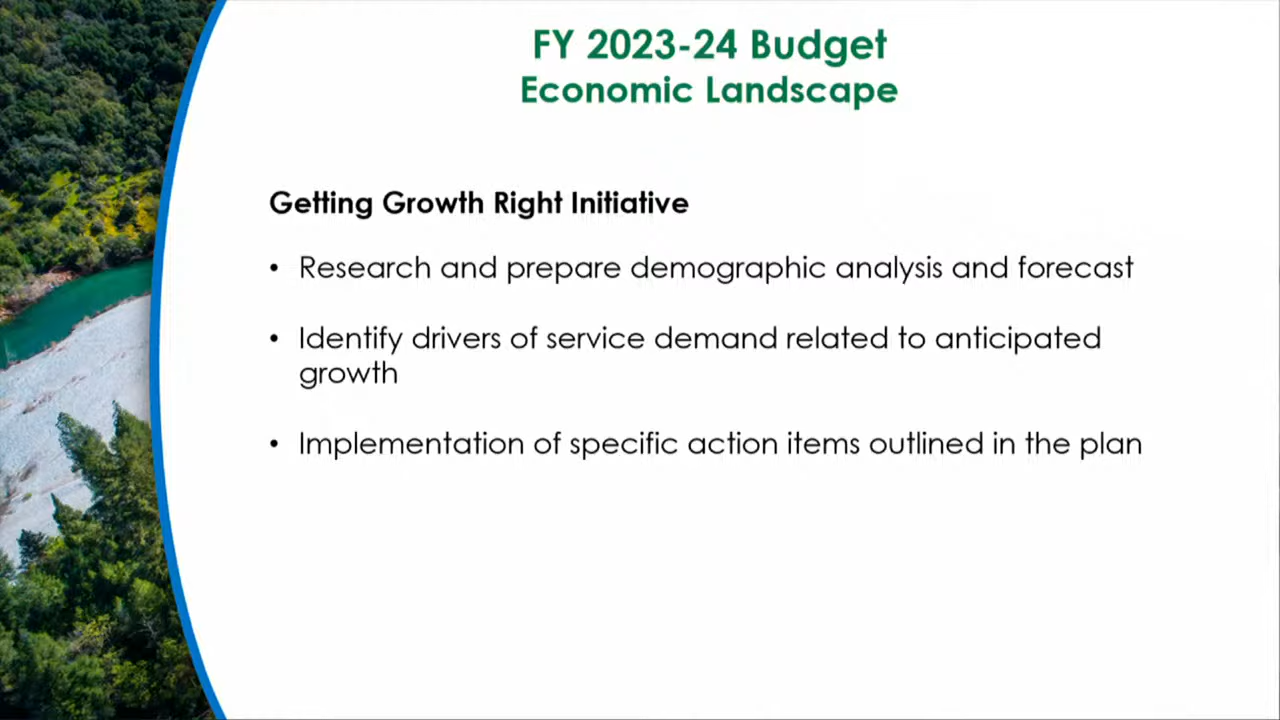 FY 2023-24 Budget
Economic Landscape
Getting Growth Right Initiative
• Research and prepare demographic analysis and forecast
• Identify drivers of service demand related to anticipated
growth
• Implementation of specific action items outlined in the plan